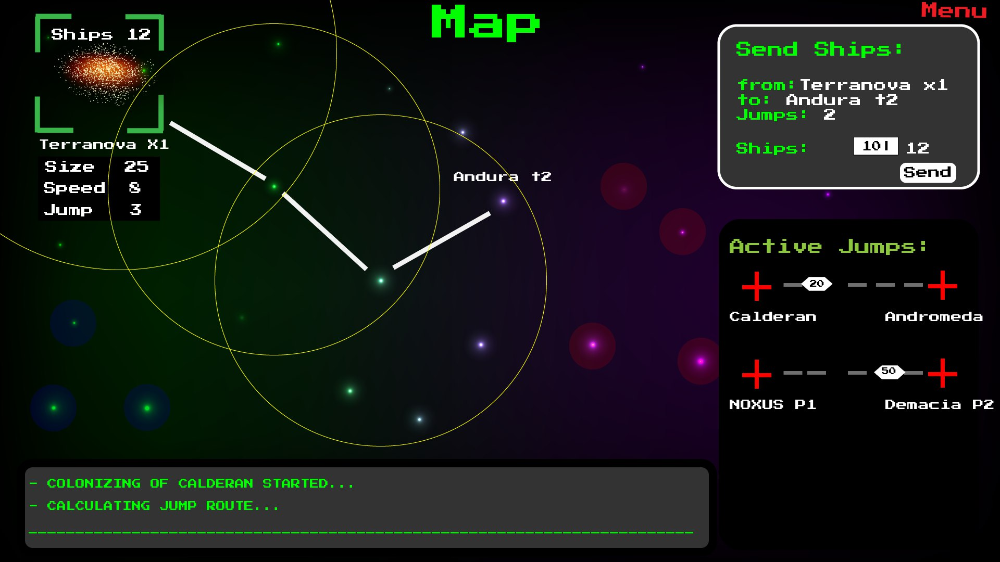 Map
Menu
Ships 12
Terranova X1
Size 25
Speed 8
Jump 3
Andura t2
Send Ships:
from: Terranova x1
to: Andura t2
Jumps: 2
Ships: 10| 12
Send
Active Jumps:
20
Calderan Andromeda
50
NOXUS P1 Demacia P2
- COLONIZING OF CALDERAN STARTED...
- CALCULATING JUMP ROUTE...